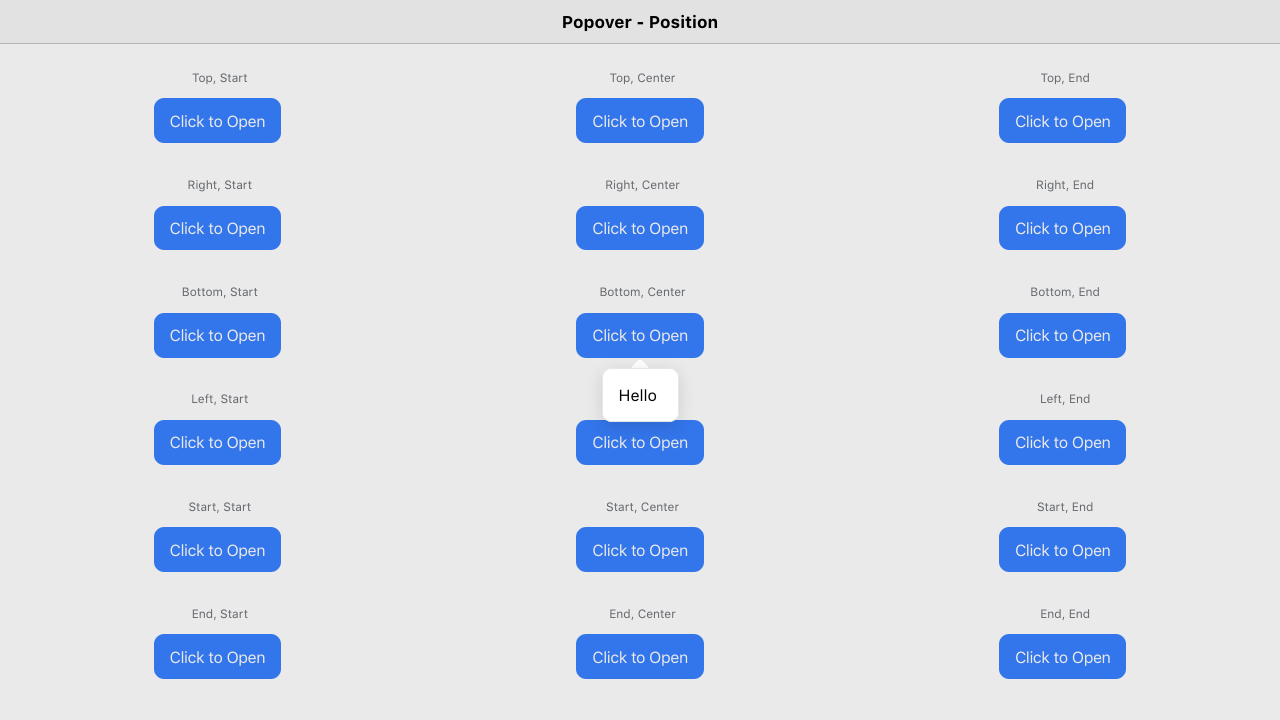 Popover - Position
Top, Start
Top, Center
Top, End
Click to Open
Click to Open
Click to Open
Right, Start
Right, Center
Right, End
Click to Open
Click to Open
Click to Open
Bottom, Start
Bottom, Center
Bottom, End
Click to Open
Click to Open
Click to Open
Hello
Left, Start
Left, End
Click to Open
Click to Open
Click to Open
Start, Start
Start, Center
Start, End
Click to Open
Click to Open
Click to Open
End, Start
End, Center
End, End
Click to Open
Click to Open
Click to Open